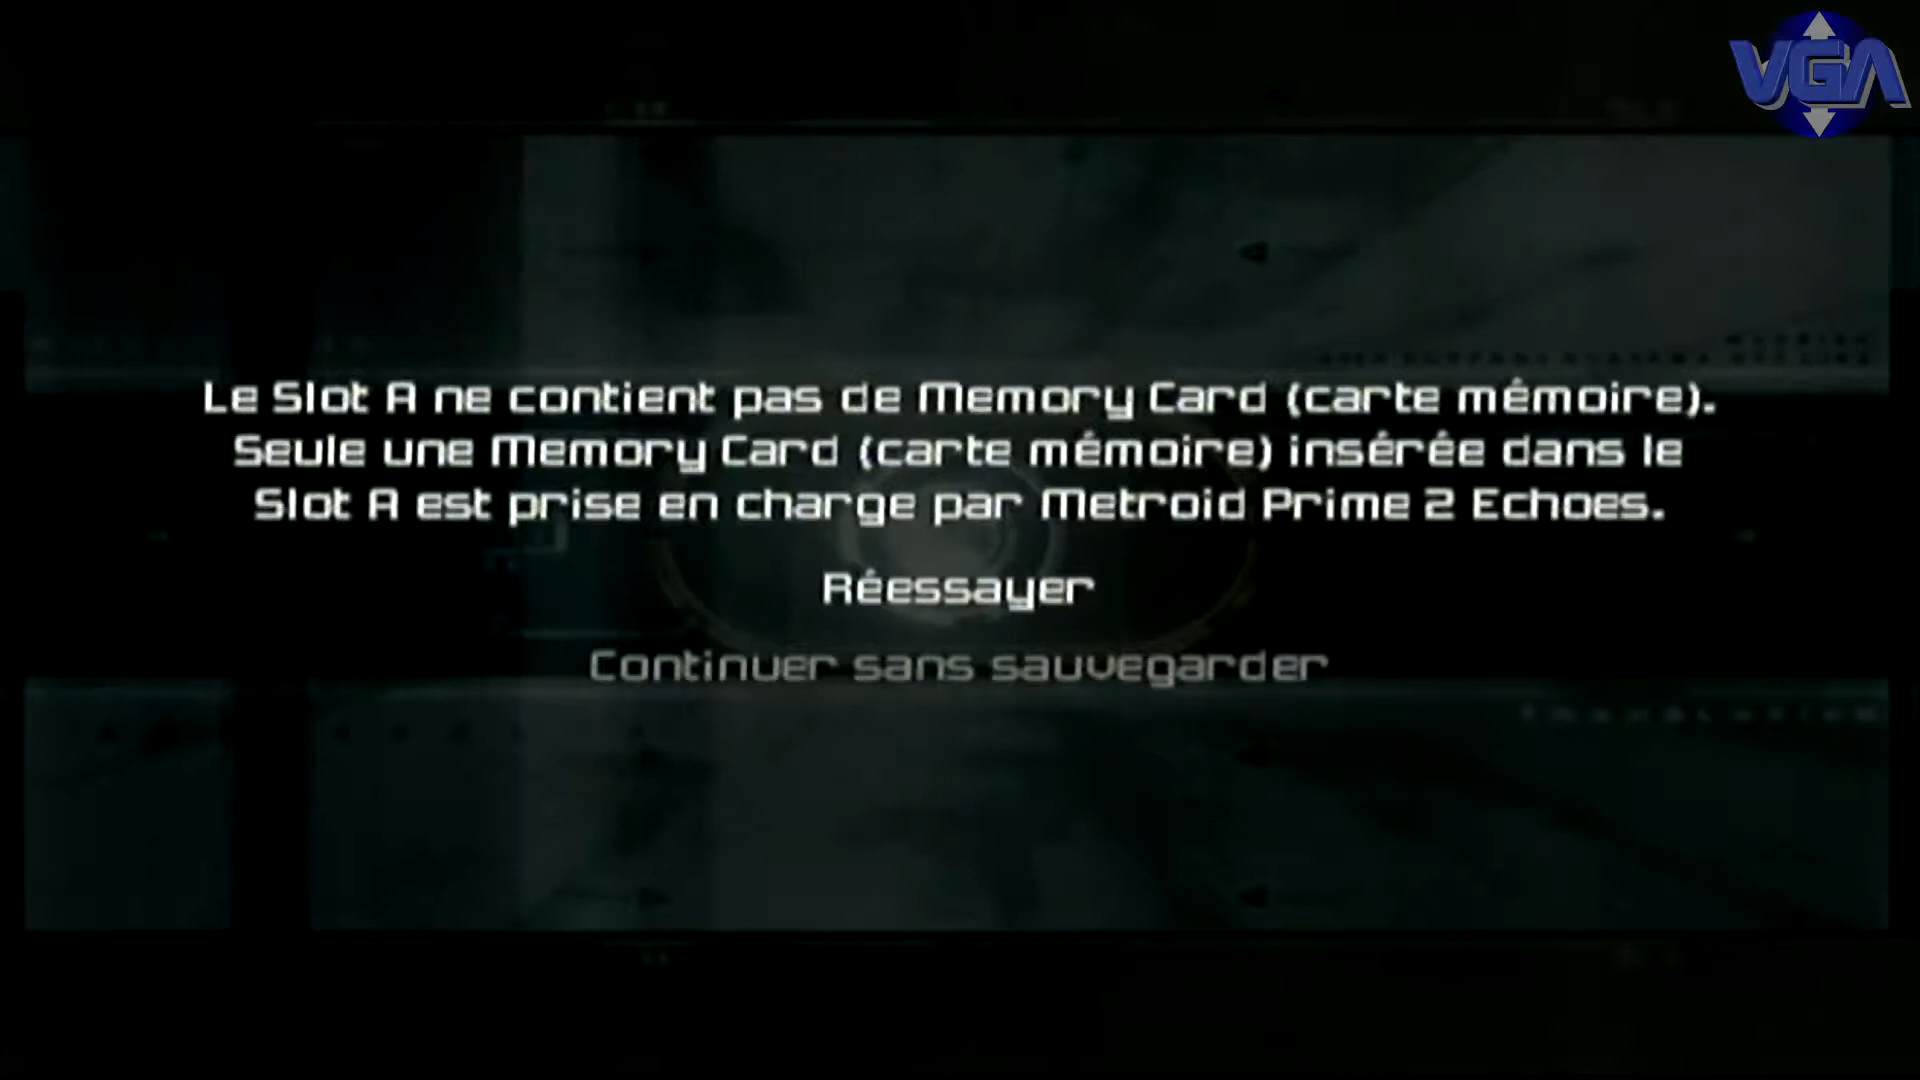 VGA
Le Slot A ne contient pas de Memory Card (carte mémoire).
Seule une Memory Card (carte mémoire) insérée dans le
Slot A est prise en charge par Metroid Prime 2 Echoes.
Réessayer
Continuer sans sauvegarder